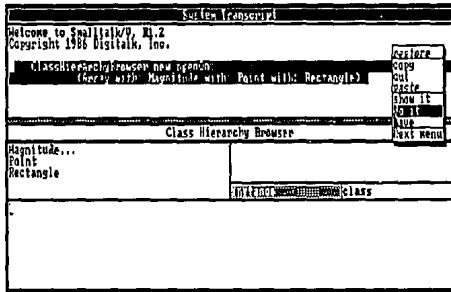 System Transcript
Welcome to Smalltalk/V, R1.2
Copyright 1986 Digitalk, Inc.
ClassHierarchyBrowser new openOn:
(Array with: Magnitude with: Point with: Rectangle)
restore
copy
cut
paste
show it
do it
save
next menu
Class Hierarchy Browser
Magnitude...
Point
Rectangle
class